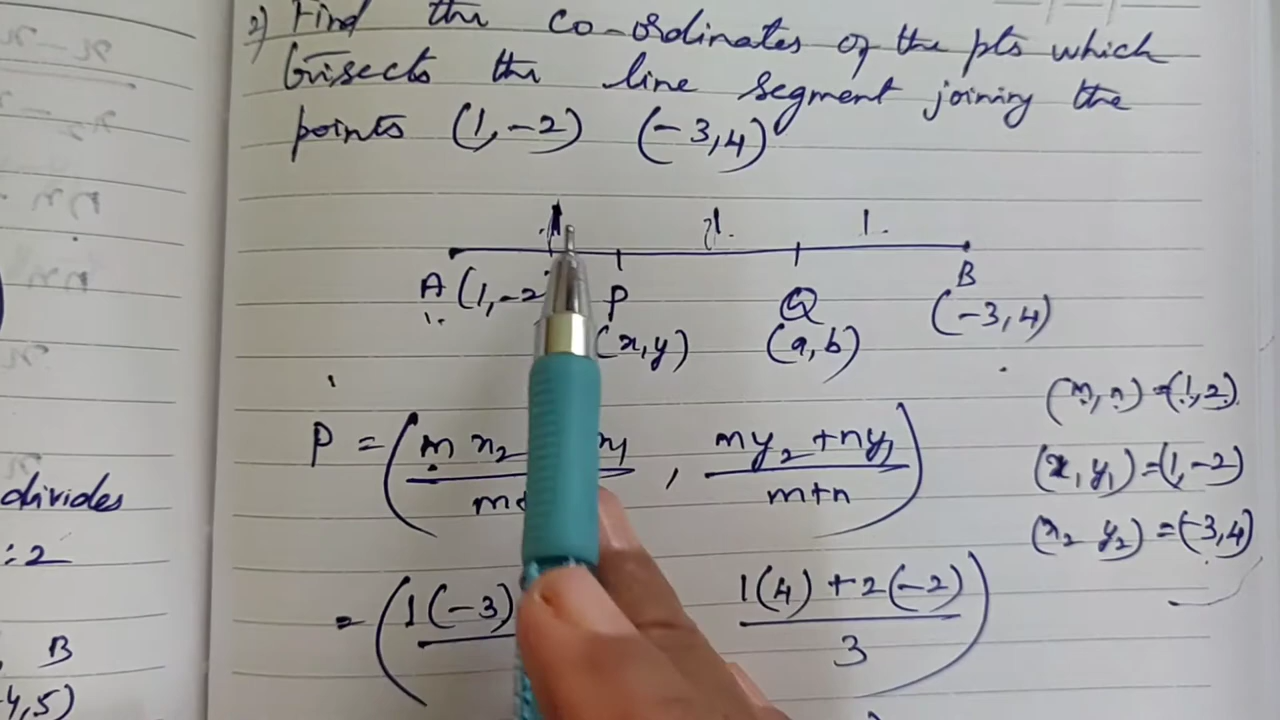 2) Find the co-ordinates of the pts which
trisects the line segment joining the
points (1,-2) (-3,4)
1 1 1
A (1,-2 P Q B
(x,y) (a,b) (-3,4)
(m,n) = (1,2)
P = (m x2 x1 / m+ , my2 + ny1 / m+n)
(x, y1) = (1,-2)
(x2 y2) = (-3,4)
= (1(-3) 1(4) + 2(-2) / 3)
divides
:2
B
-4,5)